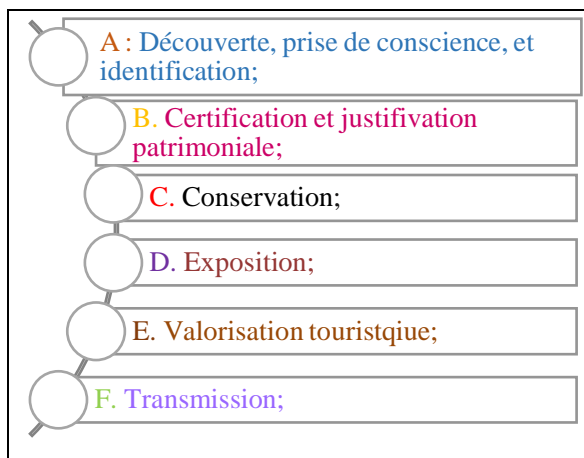 A : Découverte, prise de conscience, et
identification;
B. Certification et justifivation
patrimoniale;
C. Conservation;
D. Exposition;
E. Valorisation touristqiue;
F. Transmission;